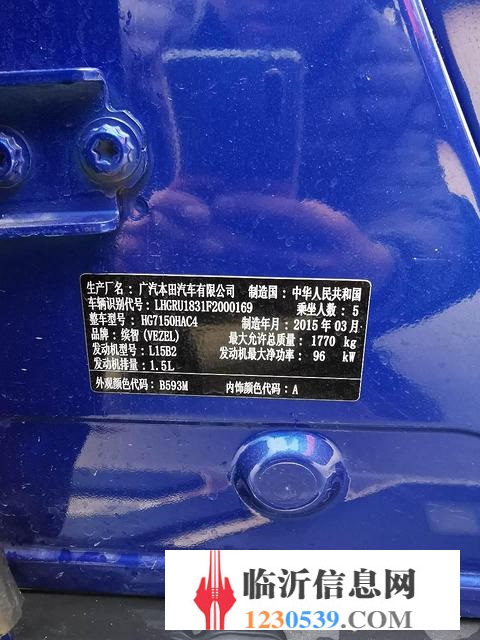 生产厂名：广汽本田汽车有限公司 制造国：中华人民共和国
车辆识别代号：LHGRU1831F2000169 乘坐人数：5
整车型号：HG7150HAC4 制造年月：2015年03月
品牌：缤智(VEZEL) 最大允许总质量：1770 kg
发动机型号：L15B2 发动机最大净功率：96 kW
发动机排量：1.5L
外观颜色代码：B593M 内饰颜色代码：A
临沂信息网
1230539.com